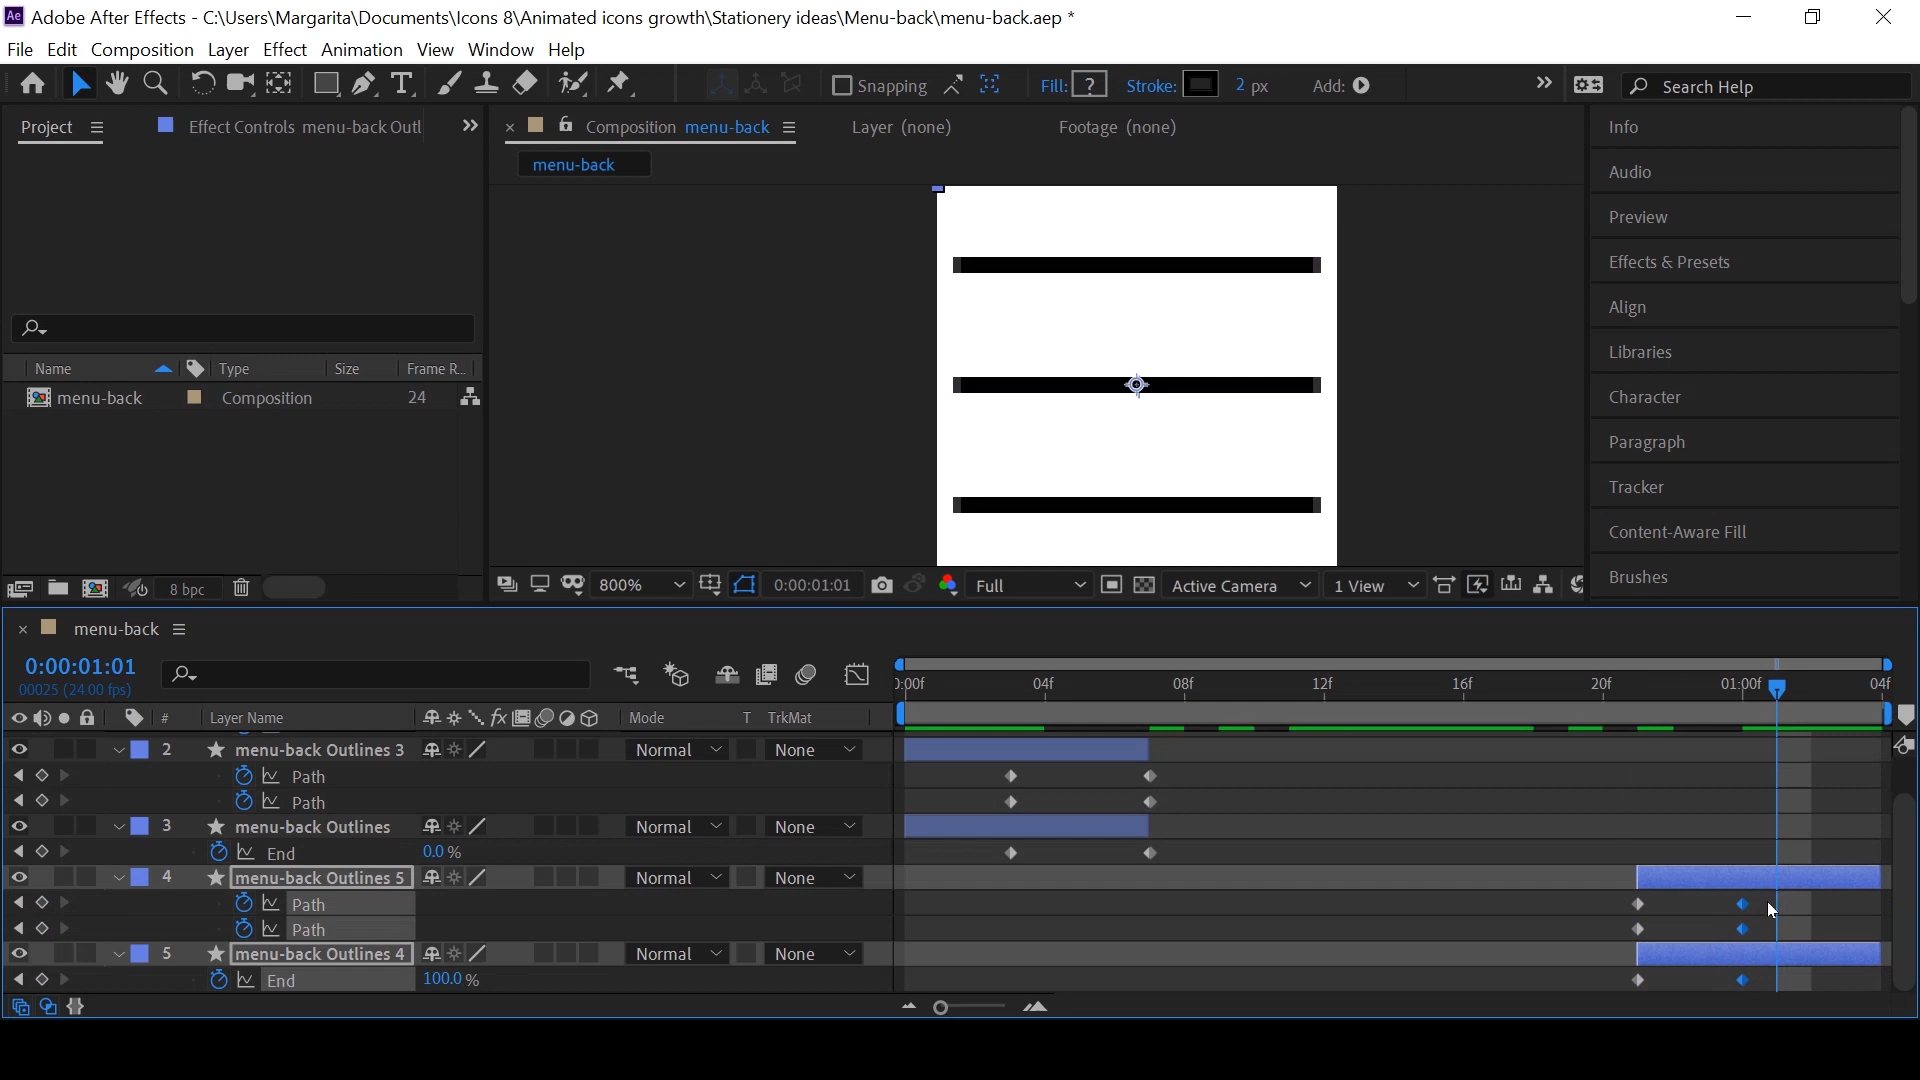 Ae Adobe After Effects - C:\Users\Margarita\Documents\Icons 8\Animated icons growth\Stationery ideas\Menu-back\menu-back.aep *
File Edit Composition Layer Effect Animation View Window Help
Snapping Fill: ? Stroke: 2 px Add: Search Help
Project Effect Controls menu-back Outl Composition menu-back Layer (none) Footage (none) Info
menu-back
Audio
Preview
Effects & Presets
Align
Libraries
Character
Paragraph
Tracker
Content-Aware Fill
Brushes
Name Type Size Frame R...
menu-back Composition 24
8 bpc 800% 0:00:01:01 Full Active Camera 1 View
menu-back
0:00:01:01
00025 (24.00 fps)
):00f 04f 08f 12f 16f 20f 01:00f 04f
# Layer Name fx Mode T TrkMat
2 menu-back Outlines 3 Normal None
Path
Path
3 menu-back Outlines Normal None
End 0.0 %
4 menu-back Outlines 5 Normal None
Path
Path
5 menu-back Outlines 4 Normal None
End 100.0 %